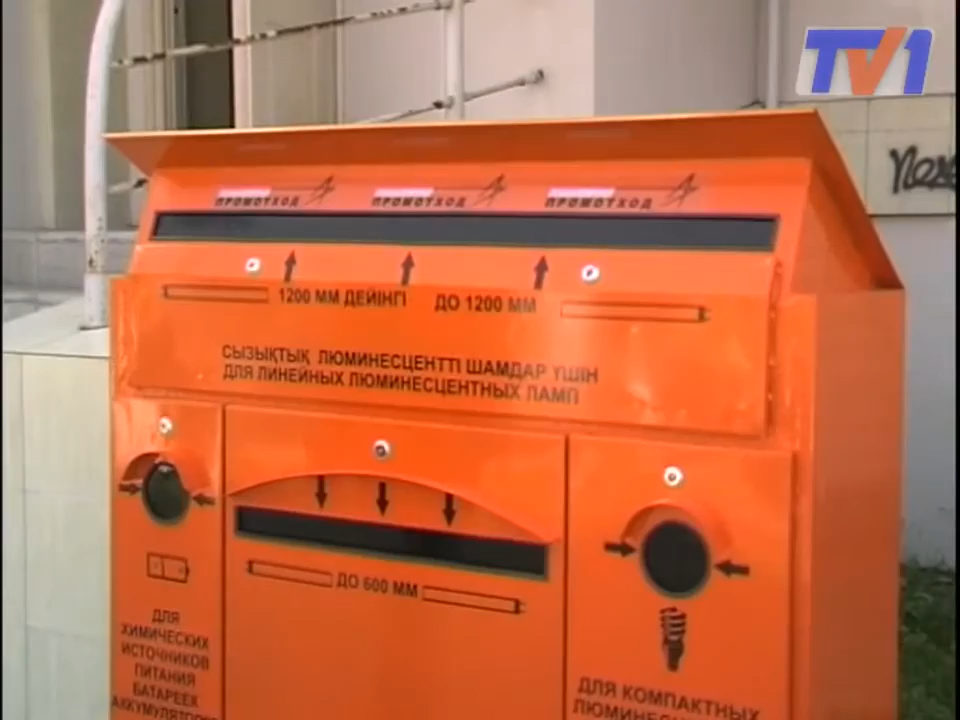 TV1
ПРОМОТХОД ПРОМОТХОД ПРОМОТХОД
1200 ММ ДЕЙІНГІ ДО 1200 ММ
СЫЗЫҚТЫҚ ЛЮМИНЕСЦЕНТТІ ШАМДАР ҮШІН
ДЛЯ ЛИНЕЙНЫХ ЛЮМИНЕСЦЕНТНЫХ ЛАМП
ДО 600 ММ
ДЛЯ
ХИМИЧЕСКИХ
ИСТОЧНИКОВ
ПИТАНИЯ
БАТАРЕЕК
ДЛЯ КОМПАКТНЫХ